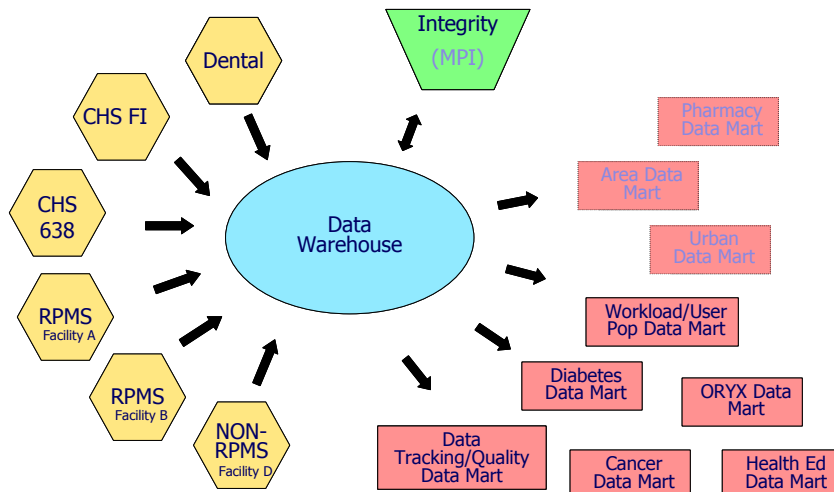 Dental
Integrity
(MPI)
CHS FI
Pharmacy
Data Mart
Area Data
Mart
CHS
638
Data
Warehouse
Urban
Data Mart
RPMS
Facility A
Workload/User
Pop Data Mart
RPMS
Facility B
Diabetes
Data Mart
ORYX Data
Mart
NON-
RPMS
Facility D
Data
Tracking/Quality
Data Mart
Cancer
Data Mart
Health Ed
Data Mart